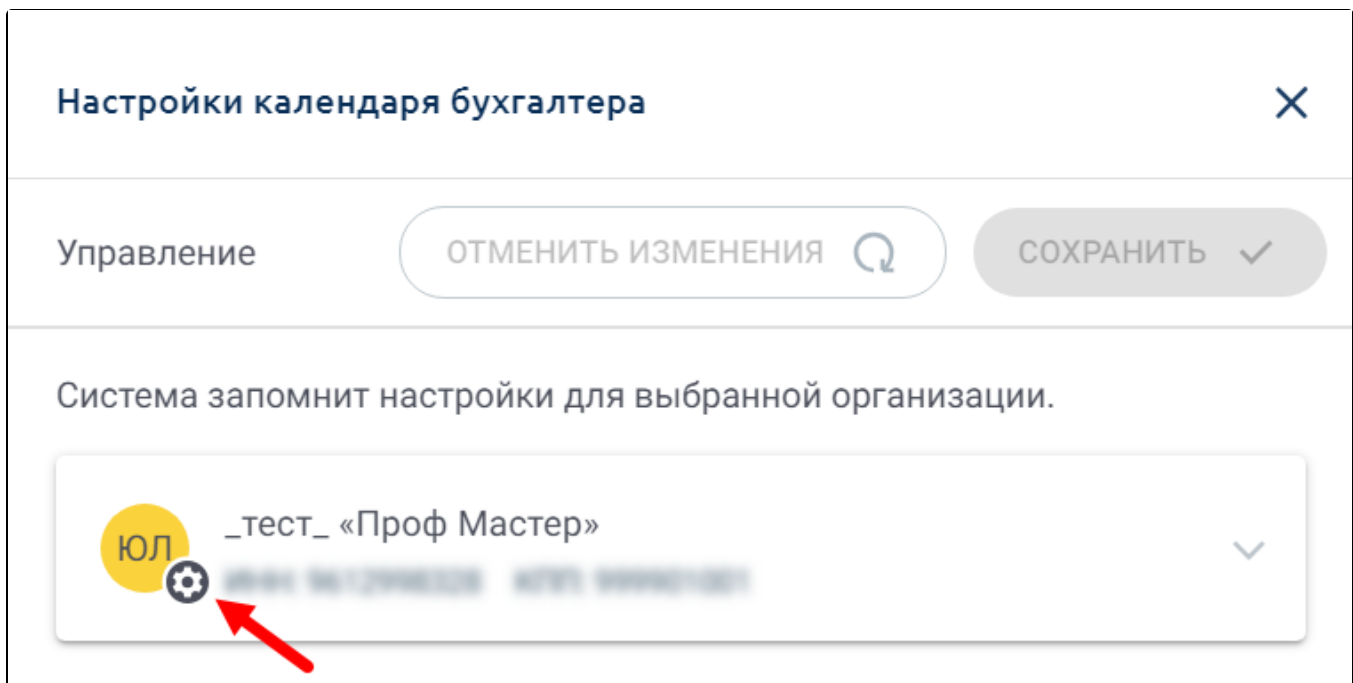 Настройки календаря бухгалтера
Управление
ОТМЕНИТЬ ИЗМЕНЕНИЯ
СОХРАНИТЬ
Система запомнит настройки для выбранной организации.
ЮЛ
_тест_ «Проф Мастер»